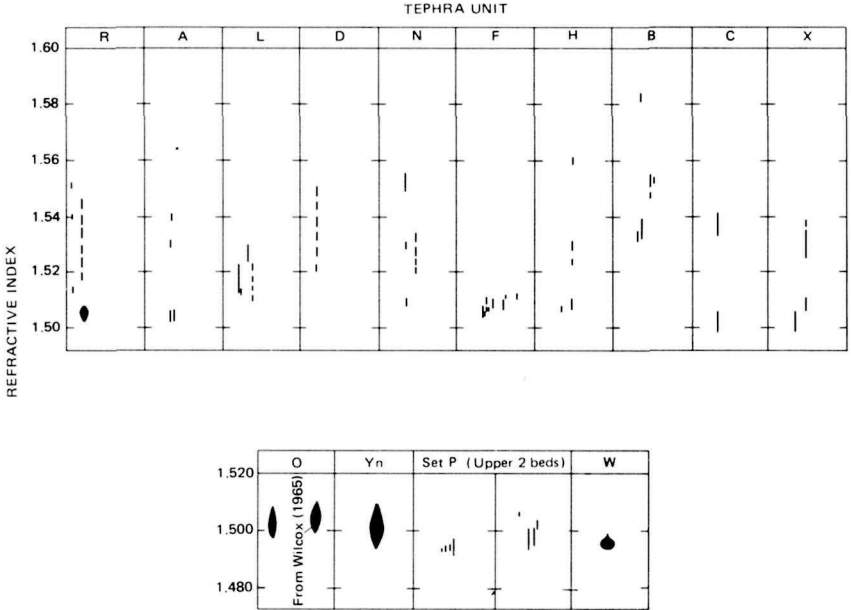 TEPHRA UNIT
R A L D N F H B C X
1.60
1.58
1.56
1.54
1.52
1.50
REFRACTIVE INDEX
O Yn Set P (Upper 2 beds) W
1.520
1.500
1.480
From Wilcox (1965)